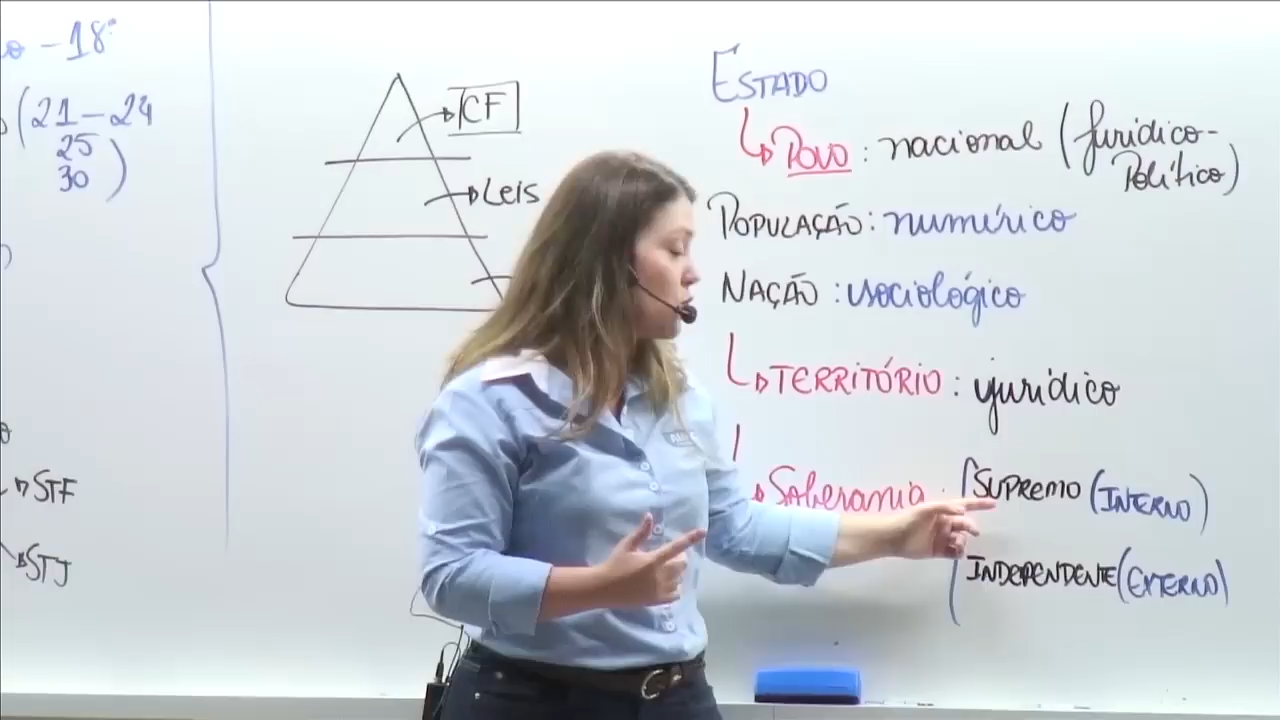 - 18º
(21 - 24
25
30 )
→ STF
→ STJ
→ CF
→ Leis
ESTADO
↳ POVO : nacional (jurídico-
Político)
POPULAÇÃO : numérico
NAÇÃO : sociológico
↳ TERRITÓRIO : jurídico
↳ Soberania : { SUPREMO (INTERNO)
INDEPENDENTE (EXTERNO)